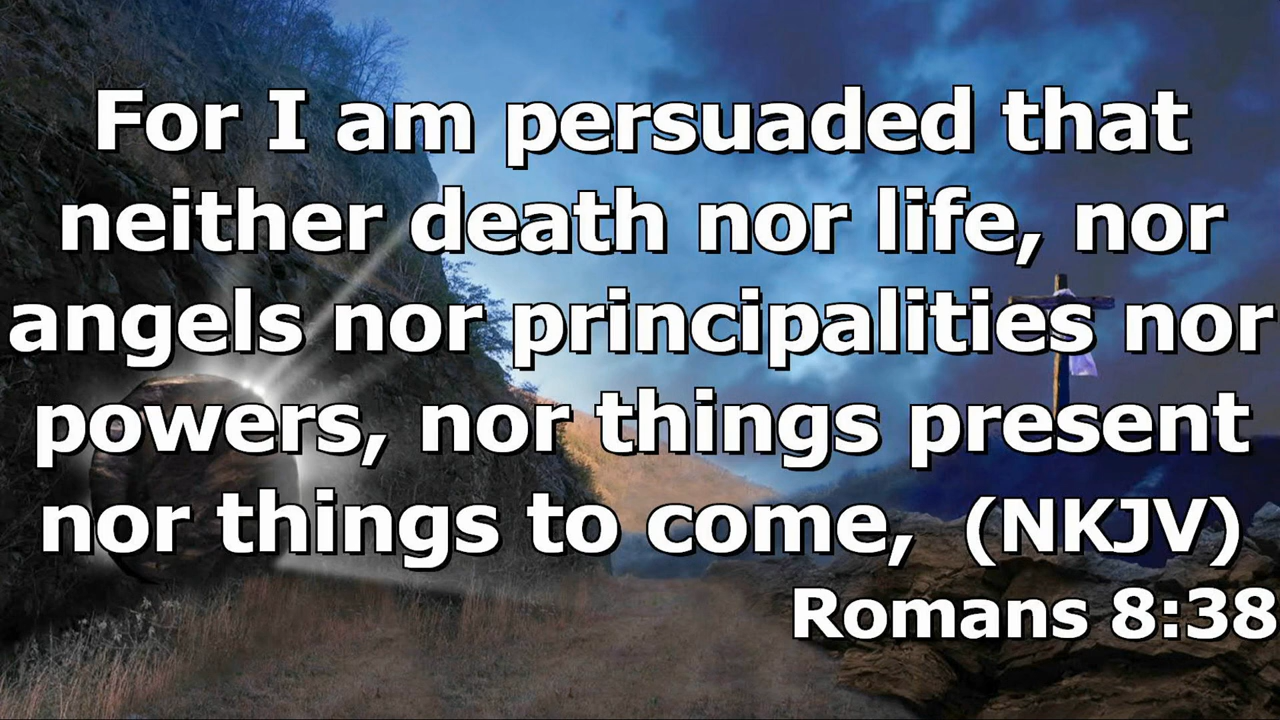 For I am persuaded that
neither death nor life, nor
angels nor principalities nor
powers, nor things present
nor things to come, (NKJV)
Romans 8:38